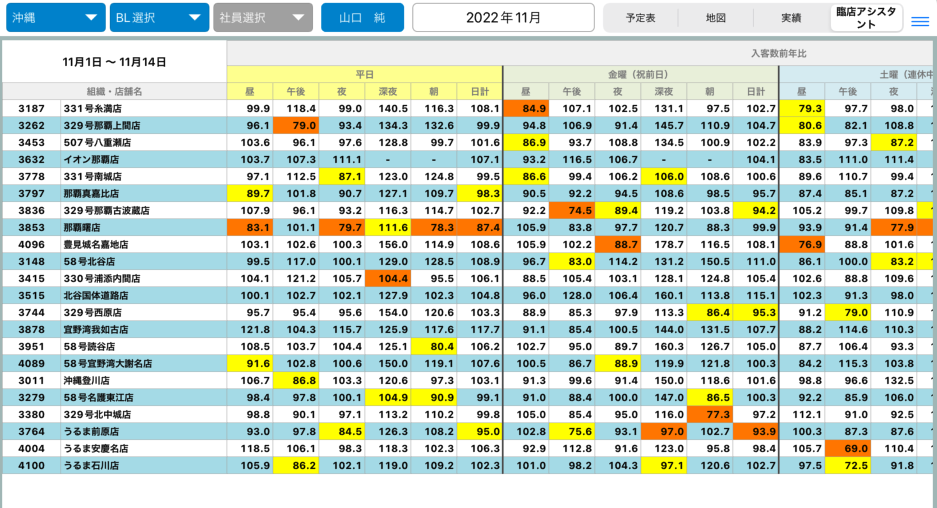 沖縄 BL選択 社員選択 山口 純 2022年11月 予定表 地図 実績 臨店アシスタ
ント
11月1日 〜 11月14日 入客数前年比
平日 金曜（祝前日） 土曜（連休中
組織・店舗名 昼 午後 夜 深夜 朝 日計 昼 午後 夜 深夜 朝 日計 昼 午後 夜
3187 331号糸満店 99.9 118.4 99.0 140.5 116.3 108.1 84.9 107.1 102.5 131.1 97.5 102.7 79.3 97.7 98.0
3262 329号那覇上間店 96.1 79.0 93.4 134.3 132.6 99.9 94.8 106.9 91.4 145.7 110.9 104.7 80.6 82.1 108.8
3453 507号八重瀬店 103.6 96.1 97.6 128.8 99.7 101.6 86.9 93.7 108.8 134.5 100.9 102.2 83.9 97.3 87.2
3632 イオン那覇店 103.7 107.3 111.1 - - 107.1 93.2 116.5 106.7 - - 104.1 83.5 111.0 111.4
3778 331号南城店 97.1 112.5 87.1 123.0 124.8 99.5 86.6 99.4 106.2 106.0 108.6 100.6 89.6 110.7 99.4
3797 那覇真嘉比店 89.7 101.8 90.7 127.1 109.7 98.3 90.5 92.2 94.5 108.6 98.5 95.7 87.4 85.1 87.2
3836 329号那覇古波蔵店 107.9 96.1 93.2 116.3 114.7 102.7 92.2 74.5 89.4 119.2 103.8 94.2 105.2 99.7 109.8
3853 那覇曙店 83.1 101.1 79.7 111.6 78.3 87.4 105.9 83.8 97.7 120.7 88.3 99.9 93.9 91.4 77.9
4096 豊見城名嘉地店 103.1 102.6 100.3 156.0 114.9 108.6 105.9 102.2 88.7 178.7 116.5 108.1 76.9 88.8 101.6
3148 58号北谷店 99.5 117.0 100.1 129.0 128.5 108.9 96.7 83.0 114.2 131.2 150.5 111.0 86.1 100.0 83.2
3415 330号浦添内間店 104.1 121.2 105.7 104.4 95.5 106.1 88.5 105.4 103.1 128.1 124.8 105.4 102.6 88.8 109.6
3515 北谷国体道路店 100.1 102.7 102.1 127.9 102.3 104.8 96.0 128.0 106.4 160.1 113.8 115.1 102.3 91.3 98.0
3744 329号西原店 95.7 95.4 95.6 154.0 120.6 103.3 88.9 85.3 97.9 113.3 86.4 95.3 91.2 79.0 110.9
3878 宜野湾我如古店 121.8 104.3 115.7 125.9 117.6 117.7 91.1 85.4 100.5 144.0 131.5 107.7 88.2 114.6 110.3
3951 58号読谷店 108.5 103.7 104.4 125.1 80.4 106.2 102.7 95.0 89.7 160.3 126.7 105.0 87.7 106.4 93.3
4089 58号宜野湾大謝名店 91.6 102.8 100.6 150.0 119.1 107.6 100.5 86.7 88.9 119.9 121.8 100.3 84.2 115.3 103.8
3011 沖縄登川店 106.7 86.8 103.3 120.6 97.3 103.1 91.3 99.6 91.4 150.0 118.6 101.6 98.8 96.6 132.5
3279 58号名護東江店 98.4 97.8 100.1 104.9 90.9 99.1 91.0 88.4 100.0 147.0 86.5 100.3 92.2 85.9 106.0
3380 329号北中城店 98.8 90.1 97.1 113.2 110.2 99.8 105.0 85.4 95.0 116.0 77.3 97.2 112.1 91.0 92.5
3764 うるま前原店 93.0 97.8 84.5 126.3 108.2 95.0 102.8 75.6 93.1 97.0 102.7 93.9 100.3 87.3 87.6
4004 うるま安慶名店 118.5 106.1 98.3 118.3 102.3 106.3 92.9 112.8 91.6 123.0 95.8 98.4 105.7 69.0 110.4
4100 うるま石川店 105.9 86.2 102.1 119.0 109.2 102.3 101.0 98.2 104.3 97.1 120.6 102.7 97.5 72.5 91.8